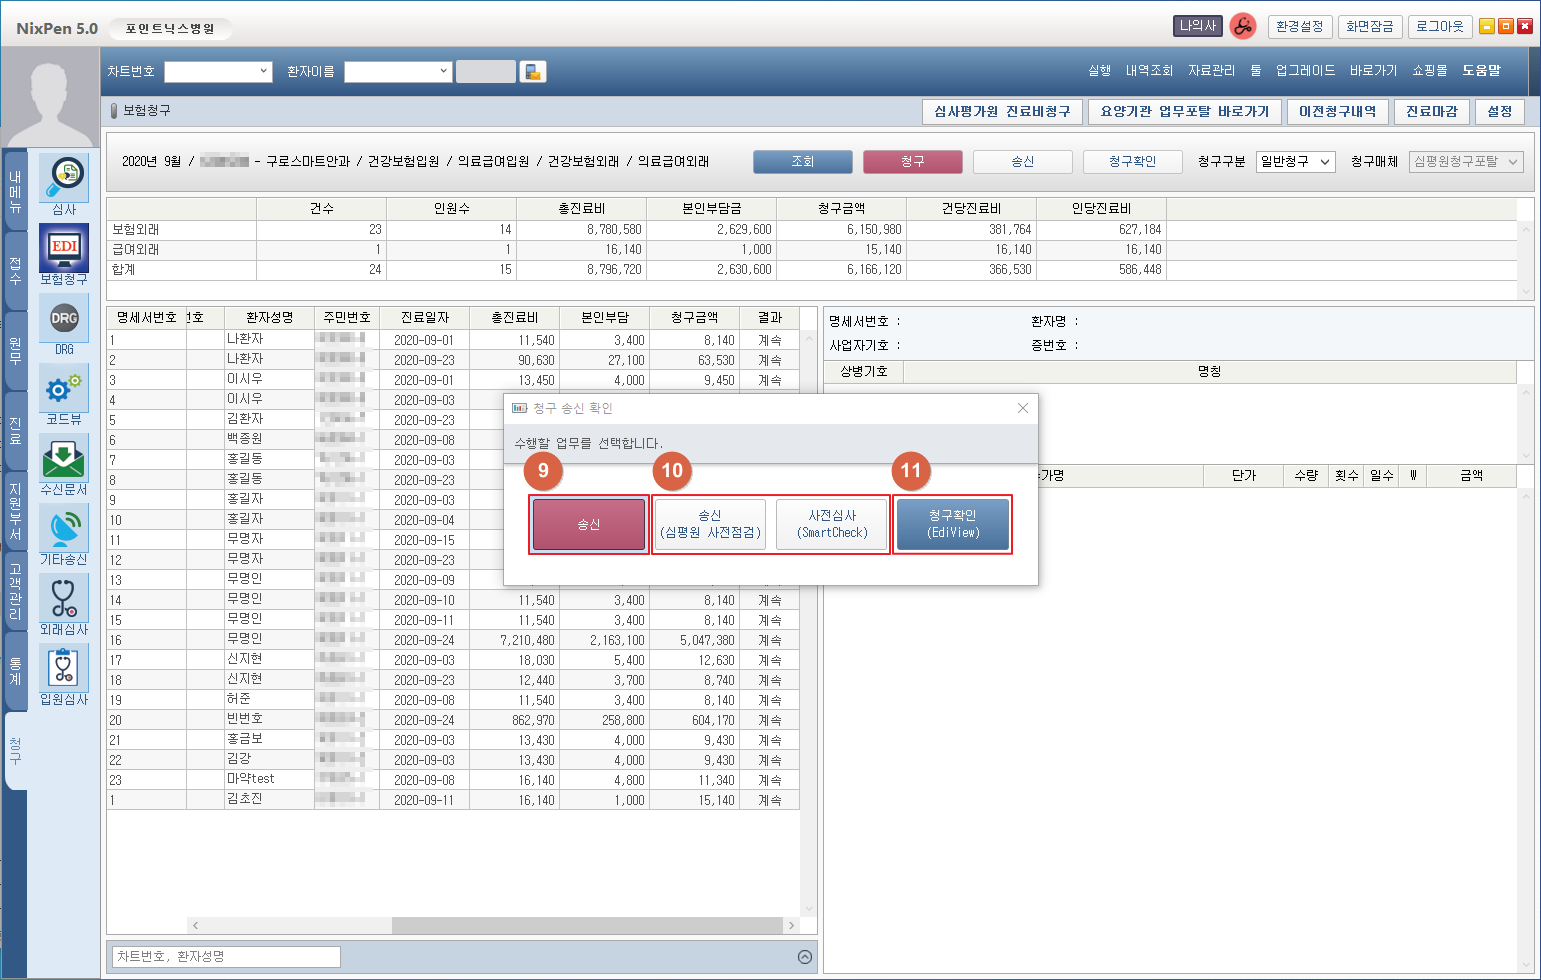 NixPen 5.0 포인트닉스병원 나의사 환경설정 화면잠금 로그아웃
차트번호 환자이름 실행 내역조회 자료관리 툴 업그레이드 바로가기 쇼핑몰 도움말
보험청구 심사평가원 진료비청구 요양기관 업무포탈 바로가기 이전청구내역 진료마감 설정
2020년 9월 / - 구로스마트안과 / 건강보험입원 / 의료급여입원 / 건강보험외래 / 의료급여외래 조회 청구 송신 청구확인 청구구분 일반청구 청구매체 심평원청구포탈
내메뉴
접수
원무
진료
지원부서
고객관리
통계
청구
심사
EDI
보험청구
DRG
DRG
코드뷰
수신문서
기타송신
외래심사
입원심사
건수 인원수 총진료비 본인부담금 청구금액 건당진료비 인당진료비
보험외래 23 14 8,780,580 2,629,600 6,150,980 381,764 627,184
급여외래 1 1 16,140 1,000 15,140 16,140 16,140
합계 24 15 8,796,720 2,630,600 6,166,120 366,530 586,448
명세서번호 번호 환자성명 주민번호 진료일자 총진료비 본인부담 청구금액 결과
1 나환자 2020-09-01 11,540 3,400 8,140 계속
2 나환자 2020-09-23 90,630 27,100 63,530 계속
3 이시우 2020-09-01 13,450 4,000 9,450 계속
4 이시우 2020-09-03
5 김환자 2020-09-23
6 백종원 2020-09-08
7 홍길동 2020-09-03
8 홍길동 2020-09-23
9 홍길자 2020-09-03
10 홍길자 2020-09-04
11 무명자 2020-09-15
12 무명자 2020-09-23
13 무명인 2020-09-09
14 무명인 2020-09-10 11,540 3,400 8,140 계속
15 무명인 2020-09-11 11,540 3,400 8,140 계속
16 무명인 2020-09-24 7,210,480 2,163,100 5,047,380 계속
17 신지현 2020-09-03 18,030 5,400 12,630 계속
18 신지현 2020-09-23 12,440 3,700 8,740 계속
19 허준 2020-09-08 11,540 3,400 8,140 계속
20 빈번호 2020-09-24 862,970 258,800 604,170 계속
21 홍금보 2020-09-03 13,430 4,000 9,430 계속
22 김강 2020-09-03 13,430 4,000 9,430 계속
23 마약test 2020-09-08 16,140 4,800 11,340 계속
1 김초진 2020-09-11 16,140 1,000 15,140 계속
차트번호, 환자성명
명세서번호 : 환자명 :
사업자기호 : 증번호 :
상병기호 명칭
수가명 단가 수량 횟수 일수 W 금액
청구 송신 확인
수행할 업무를 선택합니다.
9 10 11
송신
송신
(심평원 사전점검)
사전심사
(SmartCheck)
청구확인
(EdiView)